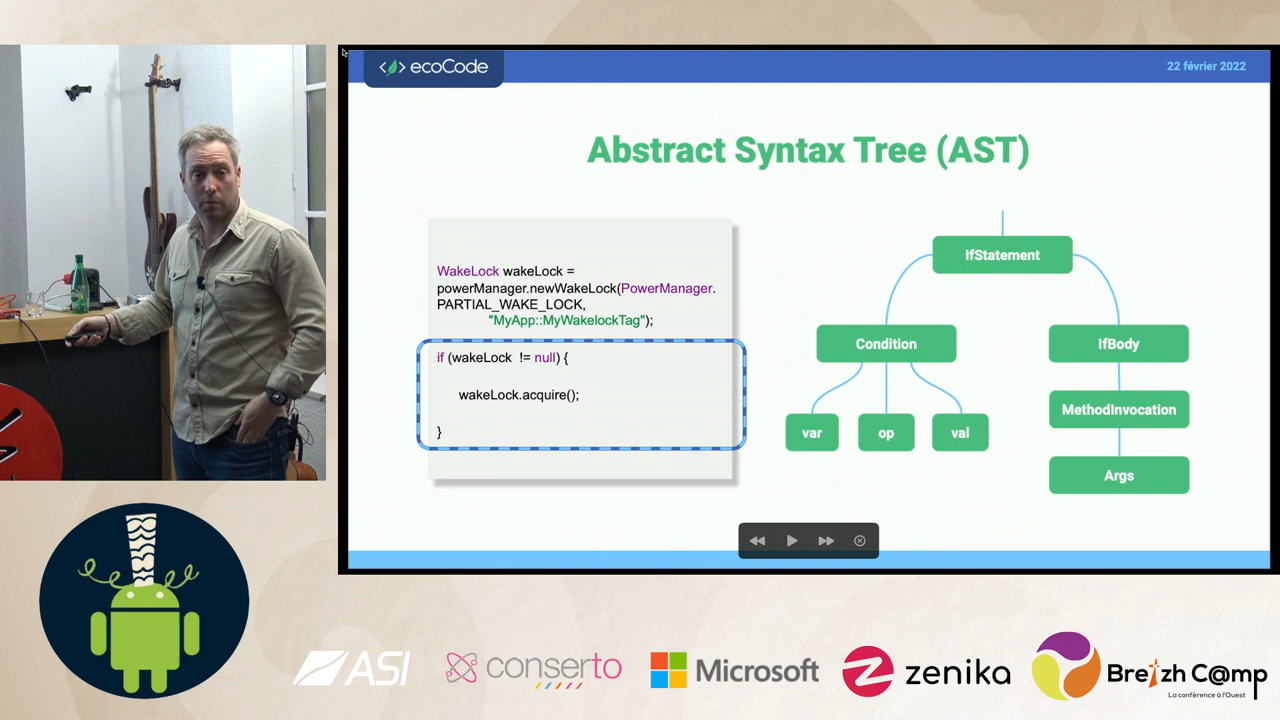 ecoCode
22 février 2022
Abstract Syntax Tree (AST)
WakeLock wakeLock =
powerManager.newWakeLock(PowerManager.
PARTIAL_WAKE_LOCK,
"MyApp::MyWakelockTag");
if (wakeLock != null) {
wakeLock.acquire();
}
IfStatement
Condition
IfBody
MethodInvocation
var
op
val
Args
ASI
conserto
Microsoft
zenika
Breizh C@mp
La conférence à l'Ouest